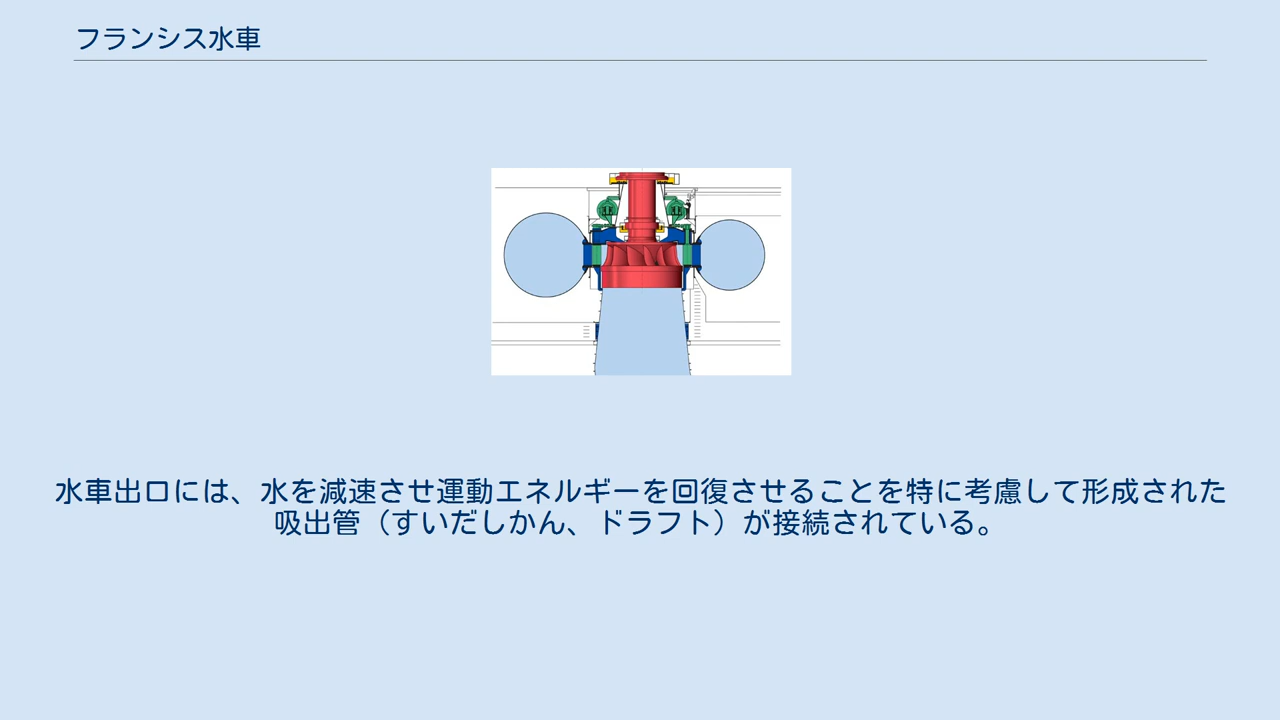 フランシス水車
水車出口には、水を減速させ運動エネルギーを回復させることを特に考慮して形成された
吸出管（すいだしかん、ドラフト）が接続されている。